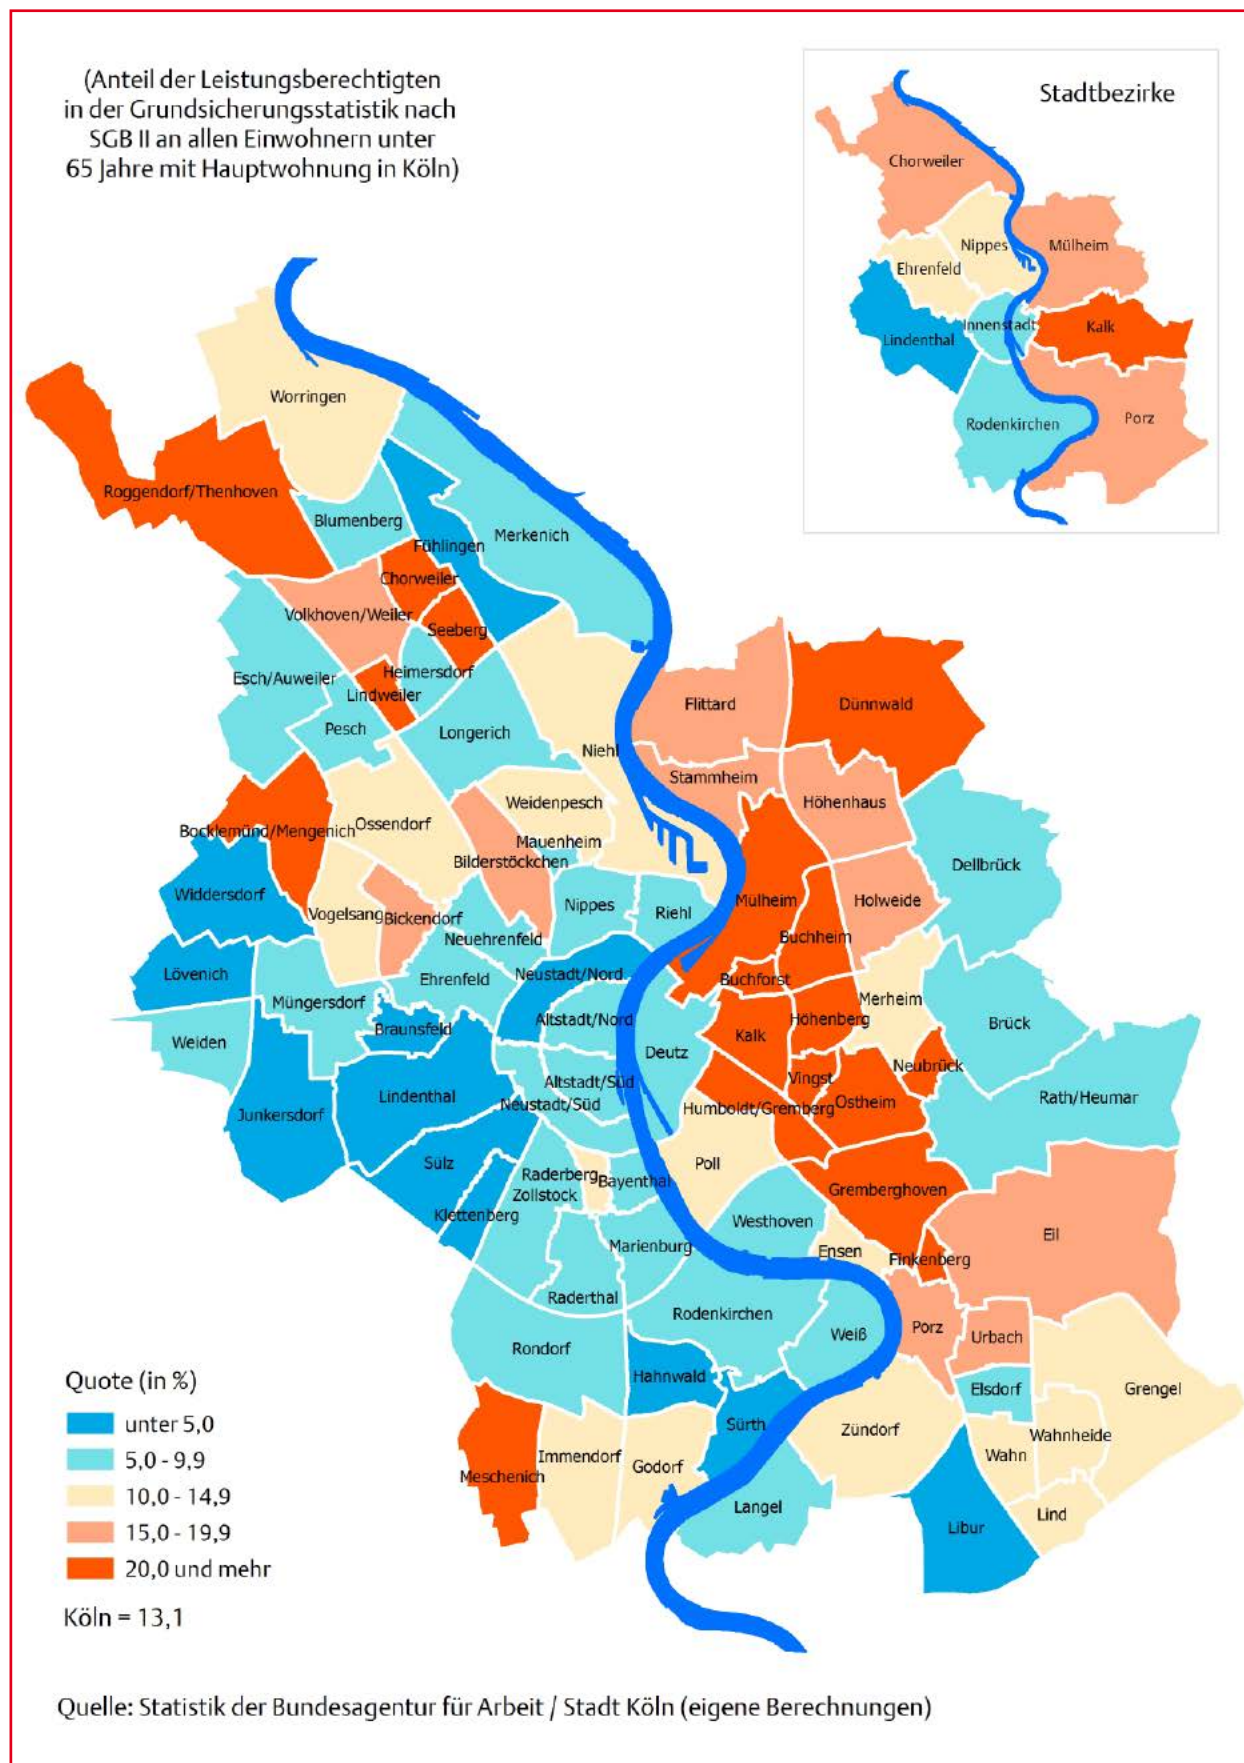 (Anteil der Leistungsberechtigten
in der Grundsicherungsstatistik nach
SGB II an allen Einwohnern unter
65 Jahre mit Hauptwohnung in Köln)
Stadtbezirke
Chorweiler
Nippes
Mülheim
Ehrenfeld
Innenstadt
Kalk
Lindenthal
Rodenkirchen
Porz
Worringen
Roggendorf/Thenhoven
Blumenberg
Merkenich
Fühlingen
Chorweiler
Volkhoven/Weiler
Seeberg
Esch/Auweiler
Heimersdorf
Lindweiler
Pesch
Longerich
Niehl
Flittard
Dünnwald
Stammheim
Höhenhaus
Weidenpesch
Ossendorf
Bocklemünd/Mengenich
Mauenheim
Bilderstöckchen
Dellbrück
Widdersdorf
Vogelsang
Bickendorf
Nippes
Riehl
Mülheim
Holweide
Neuehrenfeld
Buchheim
Lövenich
Ehrenfeld
Neustadt/Nord
Buchforst
Müngersdorf
Merheim
Altstadt/Nord
Höhenberg
Brück
Braunsfeld
Kalk
Weiden
Deutz
Neubrück
Vingst
Altstadt/Süd
Lindenthal
Neustadt/Süd
Ostheim
Rath/Heumar
Humboldt/Gremberg
Junkersdorf
Sülz
Poll
Raderberg
Bayenthal
Zollstock
Gremberghoven
Klettenberg
Westhoven
Marienburg
Ensen
Eil
Finkenberg
Raderthal
Rodenkirchen
Weiß
Porz
Urbach
Rondorf
Hahnwald
Elsdorf
Grengel
Sürth
Zündorf
Wahnheide
Wahn
Immendorf
Godorf
Meschenich
Langel
Lind
Libur
Quote (in %)
unter 5,0
5,0 - 9,9
10,0 - 14,9
15,0 - 19,9
20,0 und mehr
Köln = 13,1
Quelle: Statistik der Bundesagentur für Arbeit / Stadt Köln (eigene Berechnungen)